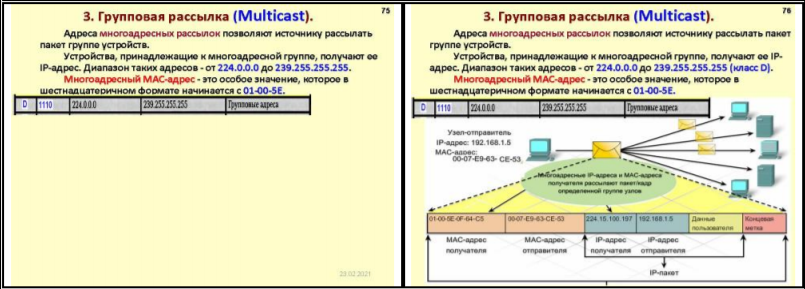 3. Групповая рассылка (Multicast).
75
Адреса многоадресных рассылок позволяют источнику рассылать
пакет группе устройств.
Устройства, принадлежащие к многоадресной группе, получают ее
IP-адрес. Диапазон таких адресов - от 224.0.0.0 до 239.255.255.255.
Многоадресный MAC-адрес - это особое значение, которое в
шестнадцатеричном формате начинается с 01-00-5E.
D 1110 224.0.0.0 239.255.255.255 Групповые адреса
23.02.2021
3. Групповая рассылка (Multicast).
76
Адреса многоадресных рассылок позволяют источнику рассылать пакет
группе устройств.
Устройства, принадлежащие к многоадресной группе, получают ее IP-
адрес. Диапазон таких адресов - от 224.0.0.0 до 239.255.255.255 (класс D).
Многоадресный MAC-адрес - это особое значение, которое в
шестнадцатеричном формате начинается с 01-00-5E.
D 1110 224.0.0.0 239.255.255.255 Групповые адреса
Узел-отправитель
IP-адрес: 192.168.1.5
MAC-адрес:
00-07-E9-63-CE-53
Многоадресные IP-адреса и MAC-адреса
получателя рассылают пакет/кадр
определенной группе узлов
01-00-5E-0F-64-C5 00-07-E9-63-CE-53 224.15.100.197 192.168.1.5 Данные пользователя Концевая метка
MAC-адрес получателя MAC-адрес отправителя IP-адрес получателя IP-адрес отправителя
IP-пакет